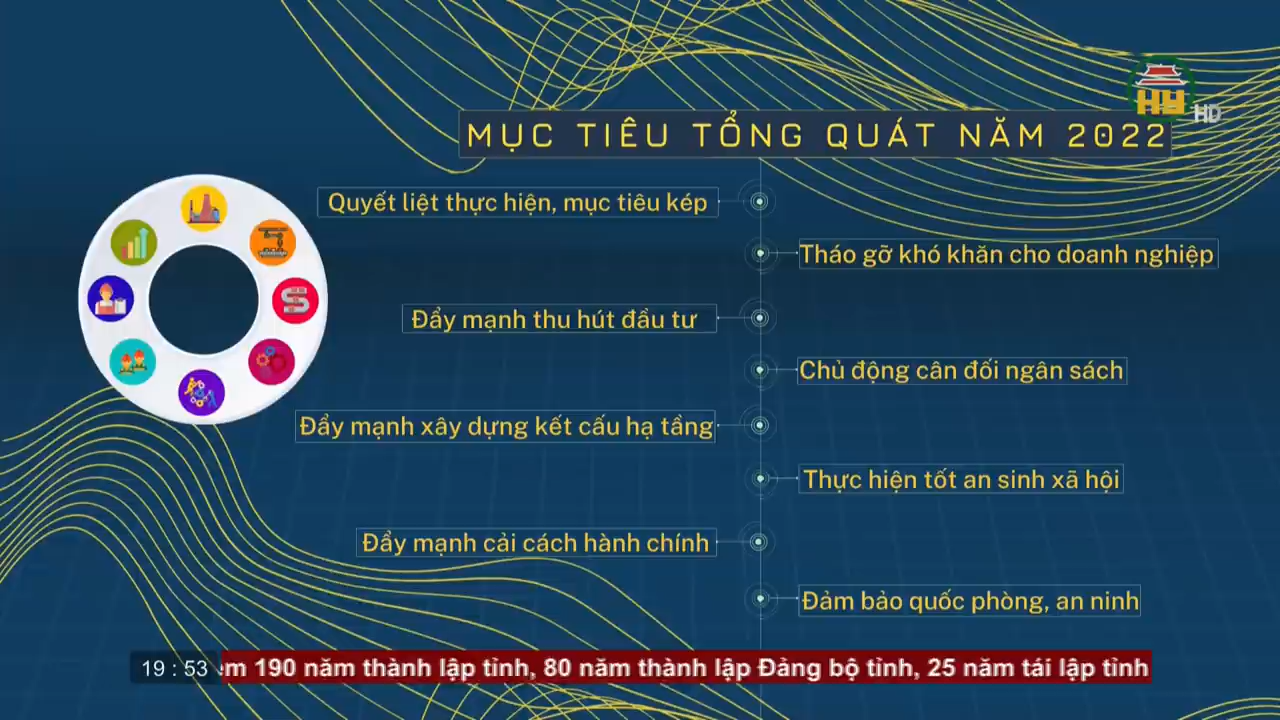 HY HD
MỤC TIÊU TỔNG QUÁT NĂM 2022
Quyết liệt thực hiện, mục tiêu kép
Tháo gỡ khó khăn cho doanh nghiệp
Đẩy mạnh thu hút đầu tư
Chủ động cân đối ngân sách
Đẩy mạnh xây dựng kết cấu hạ tầng
Thực hiện tốt an sinh xã hội
Đẩy mạnh cải cách hành chính
Đảm bảo quốc phòng, an ninh
19 : 53 190 năm thành lập tỉnh, 80 năm thành lập Đảng bộ tỉnh, 25 năm tái lập tỉnh